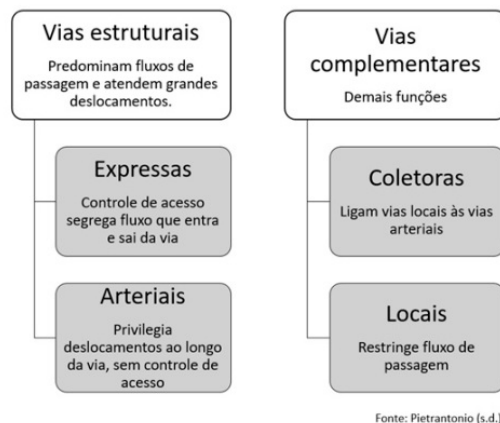 Vias estruturais
Predominam fluxos de
passagem e atendem grandes
deslocamentos.
Expressas
Controle de acesso
segrega fluxo que entra
e sai da via
Arteriais
Privilegia
deslocamentos ao longo
da via, sem controle de
acesso
Vias
complementares
Demais funções
Coletoras
Ligam vias locais às vias
arteriais
Locais
Restringe fluxo de
passagem
Fonte: Pietrantonio (s.d.)